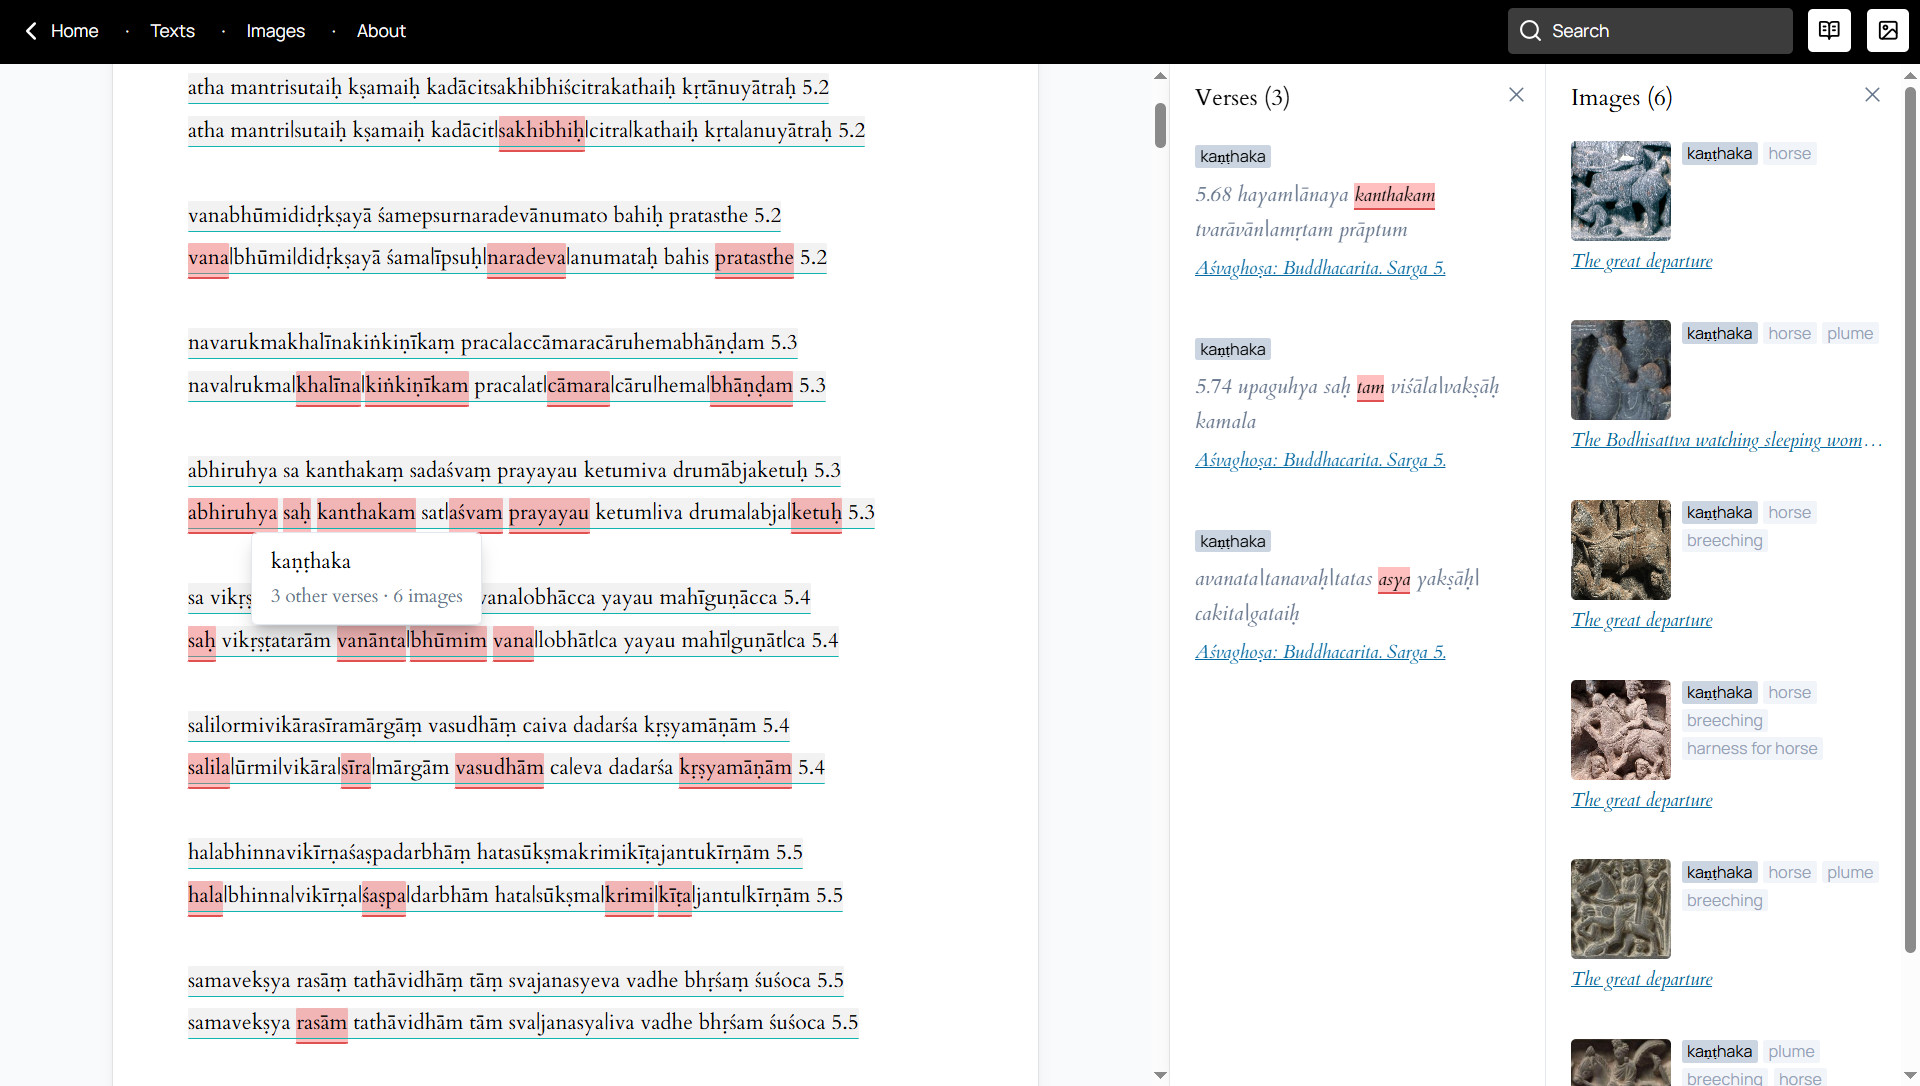 Home · Texts · Images · About Search
atha mantrisutaiḥ kṣamaiḥ kadācitsakhibhiścitrakathaiḥ kṛtānuyātraḥ 5.2
atha mantri|sutaiḥ kṣamaiḥ kadācit|sakhibhiḥ|citra|kathaiḥ kṛta|anuyātraḥ 5.2
vanabhūmididṛkṣayā śamepsurnaradevānumato bahiḥ pratasthe 5.2
vana|bhūmi|didṛkṣayā śama|īpsuḥ|naradeva|anumataḥ bahis pratasthe 5.2
navarukmakhalīnakiṅkiṇīkaṃ pracalaccāmaracāruhemabhāṇḍam 5.3
nava|rukma|khalīna|kiṅkiṇīkam pracalat|cāmara|cāru|hema|bhāṇḍam 5.3
abhiruhya sa kanthakaṃ sadaśvaṃ prayayau ketumiva drumābjaketuḥ 5.3
abhiruhya saḥ kanthakam sat|aśvam prayayau ketum|iva druma|abja|ketuḥ 5.3
kaṇṭhaka
3 other verses · 6 images
sa vikṛṣ vanalobhācca yayau mahīguṇācca 5.4
saḥ vikṛṣṭatarām vanānta|bhūmim vana|lobhāt|ca yayau mahī|guṇāt|ca 5.4
salilormivikārasīramārgāṃ vasudhāṃ caiva dadarśa kṛṣyamāṇām 5.4
salila|ūrmi|vikāra|sīra|mārgām vasudhām ca|eva dadarśa kṛṣyamāṇām 5.4
halabhinnavikīrṇaśaṣpadarbhāṃ hatasūkṣmakrimikīṭajantukīrṇām 5.5
hala|bhinna|vikīrṇa|śaṣpa|darbhām hata|sūkṣma|krimi|kīṭa|jantu|kīrṇām 5.5
samavekṣya rasāṃ tathāvidhāṃ tāṃ svajanasyeva vadhe bhṛśaṃ śuśoca 5.5
samavekṣya rasām tathāvidhām tām sva|janasya|iva vadhe bhṛśam śuśoca 5.5
Verses (3)
kaṇṭhaka
5.68 hayam|ānaya kanthakam
tvarāvān|amṛtam prāptum
Aśvaghoṣa: Buddhacarita. Sarga 5.
kaṇṭhaka
5.74 upaguhya saḥ tam viśāla|vakṣāḥ
kamala
Aśvaghoṣa: Buddhacarita. Sarga 5.
kaṇṭhaka
avanata|tanavaḥ|tatas asya yakṣāḥ|
cakita|gataiḥ
Aśvaghoṣa: Buddhacarita. Sarga 5.
Images (6)
kaṇṭhaka horse
The great departure
kaṇṭhaka horse plume
The Bodhisattva watching sleeping wom…
kaṇṭhaka horse
breeching
The great departure
kaṇṭhaka horse
breeching
harness for horse
The great departure
kaṇṭhaka horse plume
breeching
The great departure
kaṇṭhaka plume
breeching horse